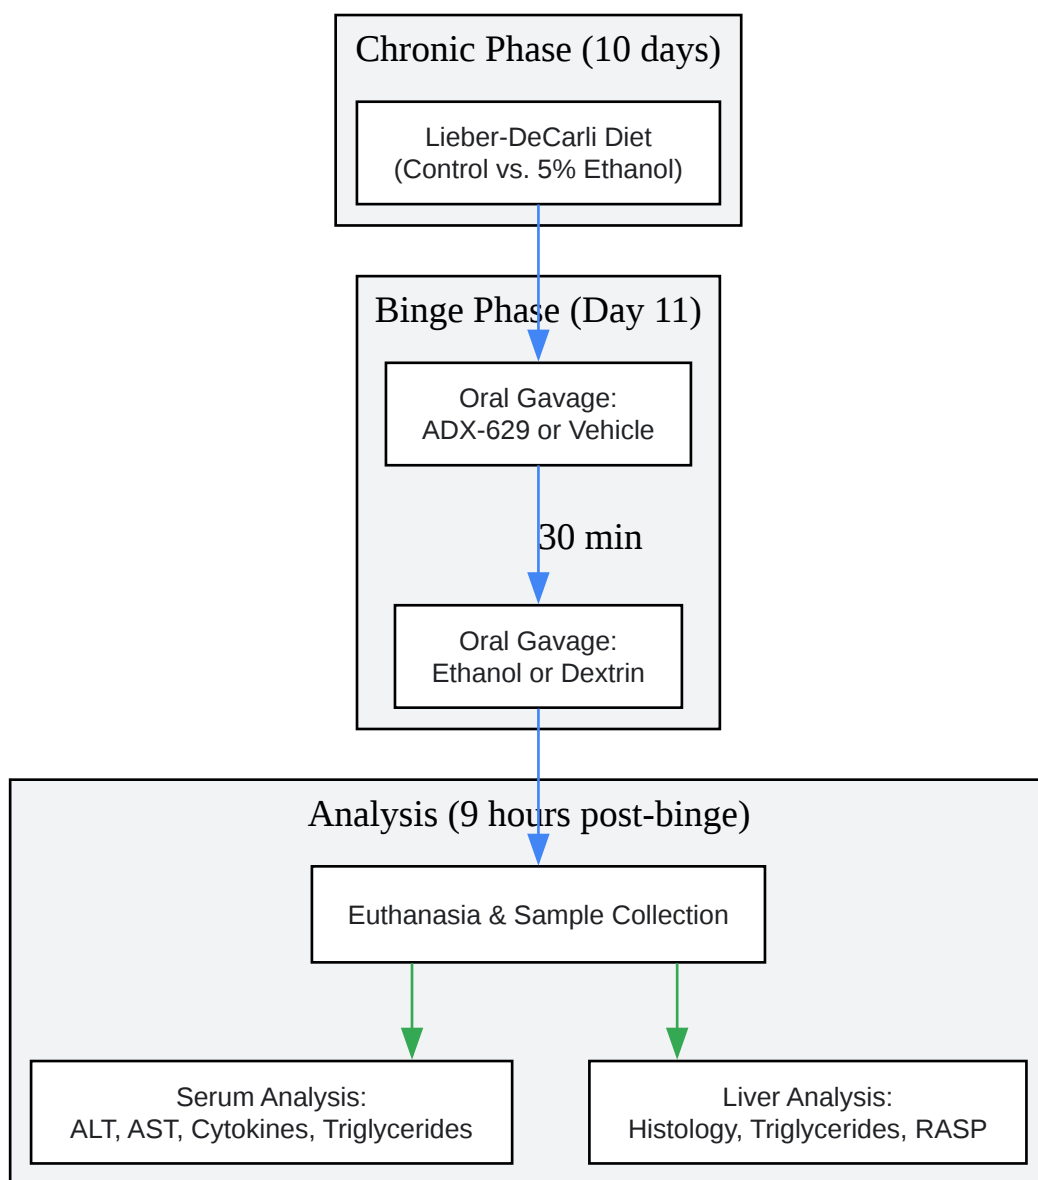 Chronic Phase (10 days)
Lieber-DeCarli Diet
(Control vs. 5% Ethanol)
Binge Phase (Day 11)
Oral Gavage:
ADX-629 or Vehicle
30 min
Oral Gavage:
Ethanol or Dextrin
Analysis (9 hours post-binge)
Euthanasia & Sample Collection
Serum Analysis:
ALT, AST, Cytokines, Triglycerides
Liver Analysis:
Histology, Triglycerides, RASP